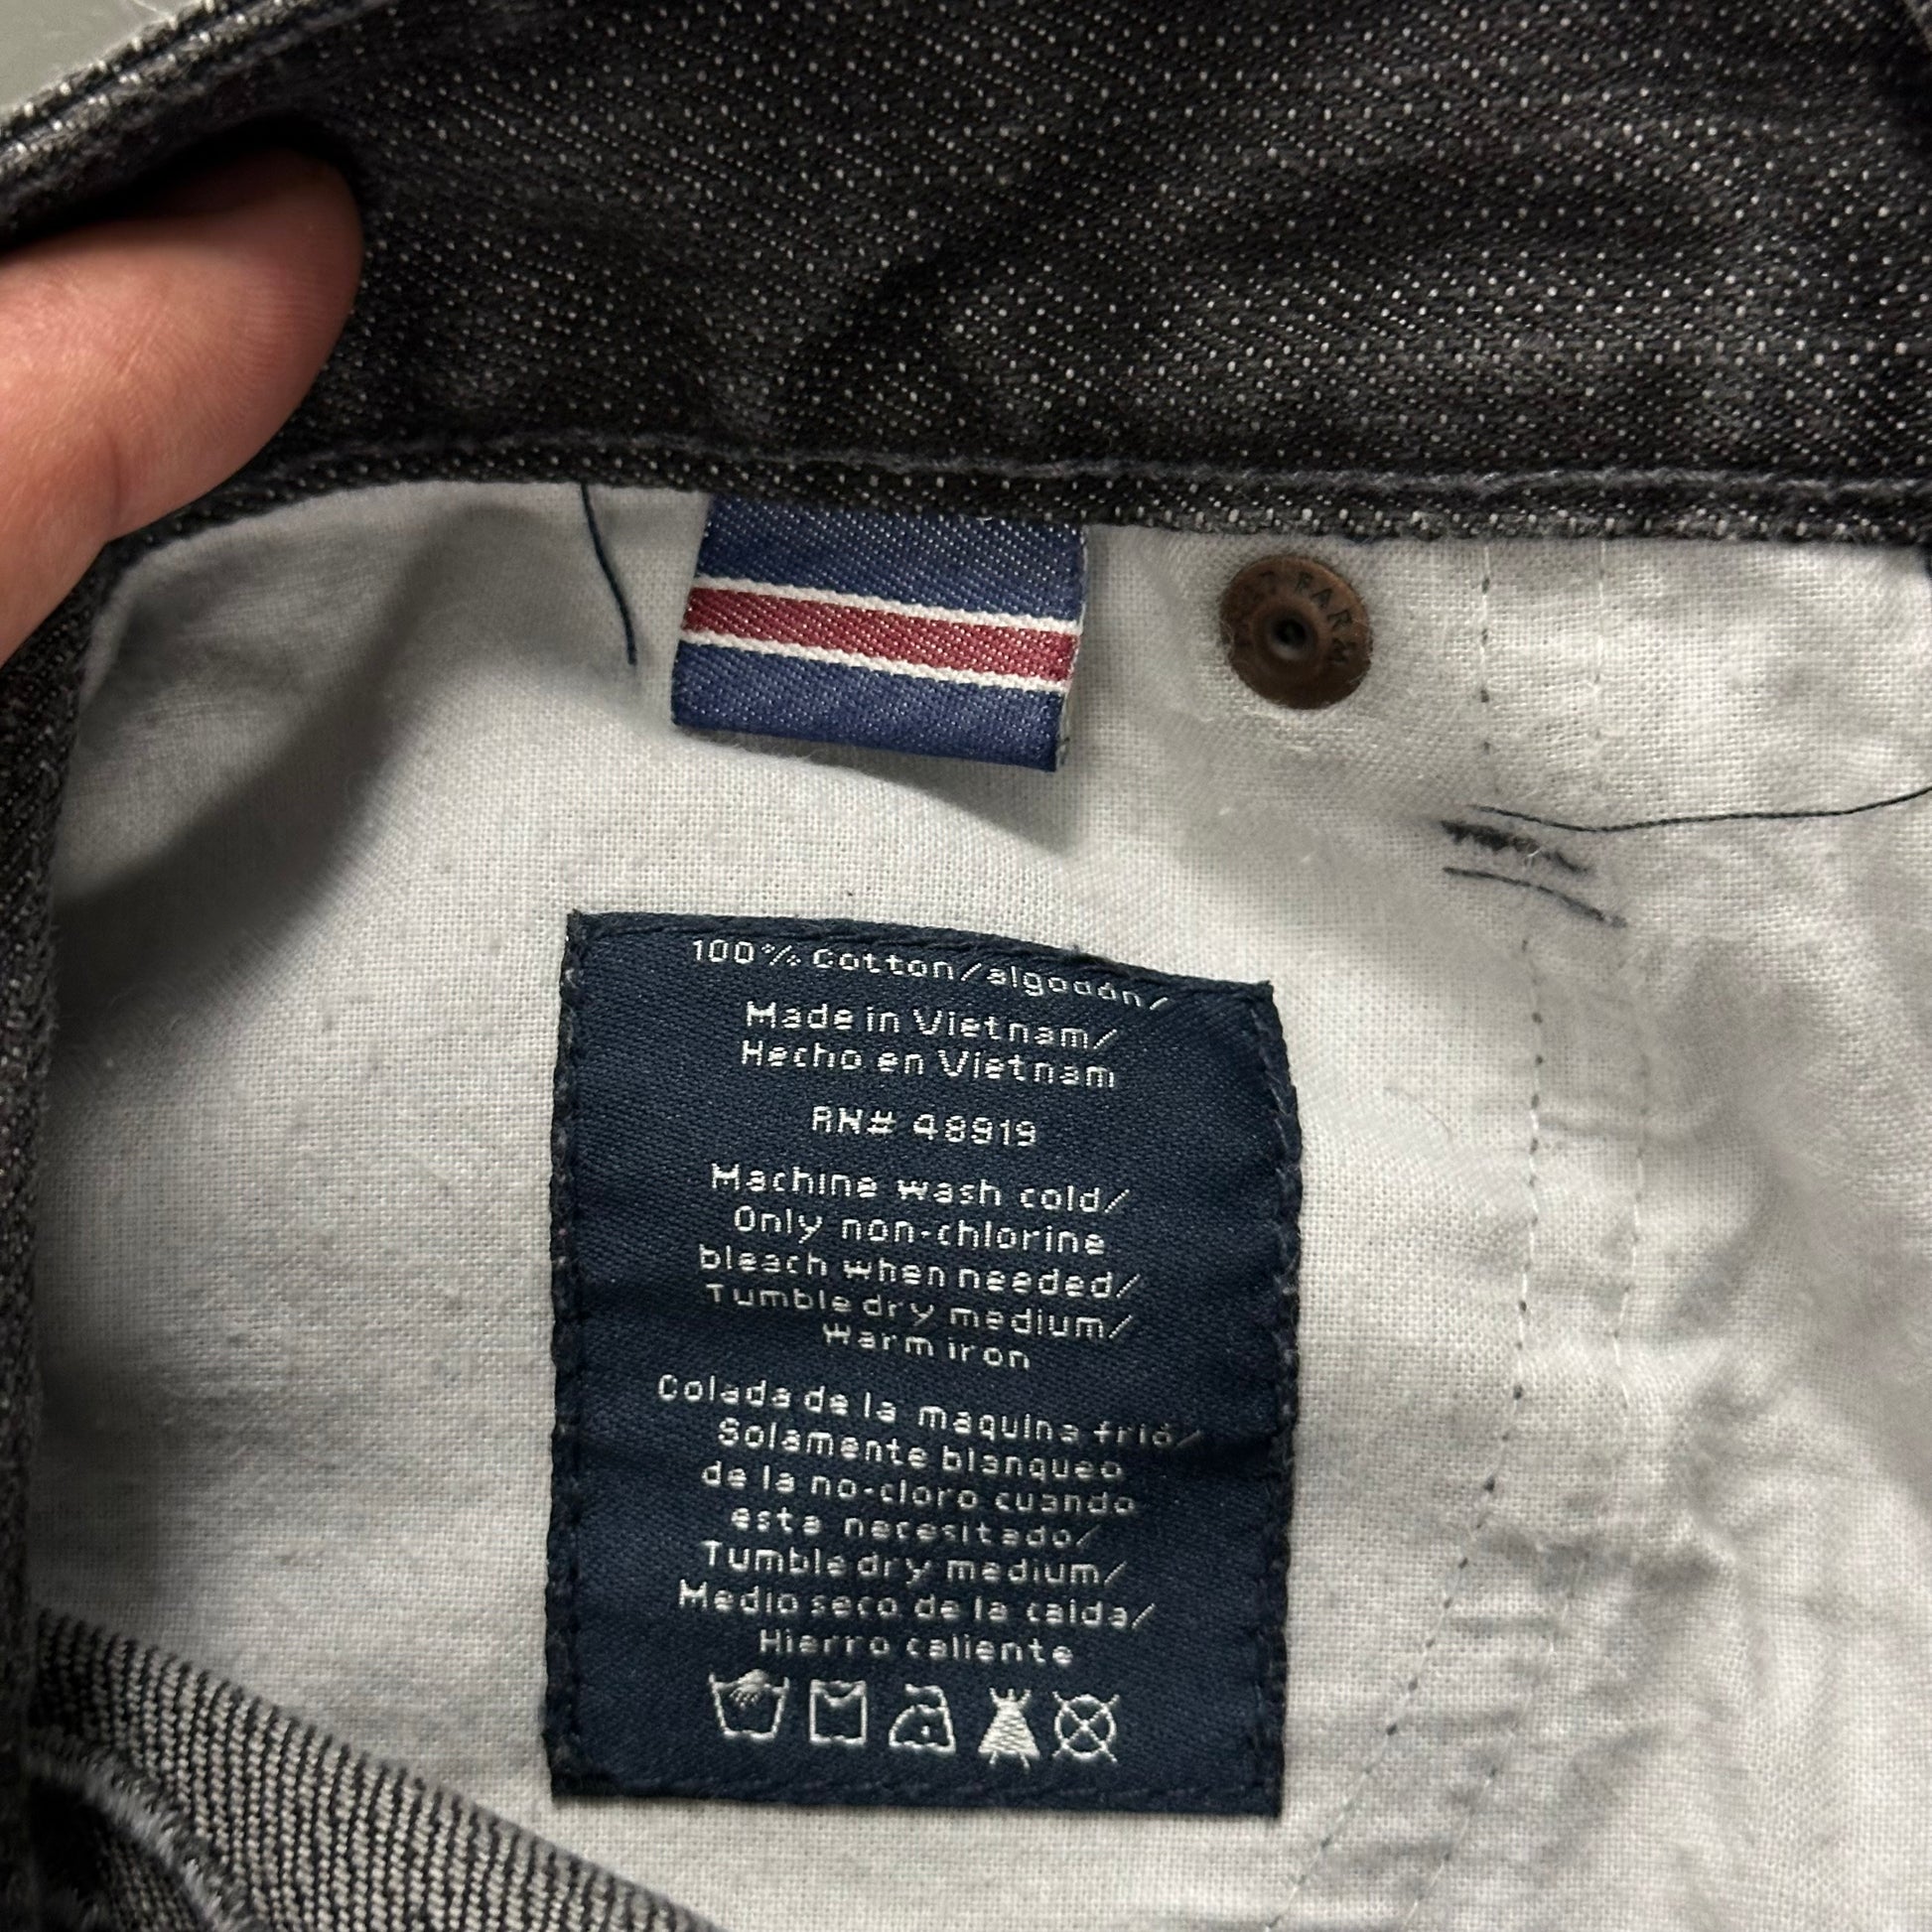 RARM
100% Cotton/algodón/
Made in Vietnam/
Hecho en Vietnam
RN# 48919
Machine wash cold/
Only non-chlorine
bleach when needed/
Tumble dry medium/
Warm iron
Colada de la maquina frió/
Solamente blanqueo
de la no-cloro cuando
esta necesitado/
Tumble dry medium/
Medio seco de la caida/
Hierro caliente